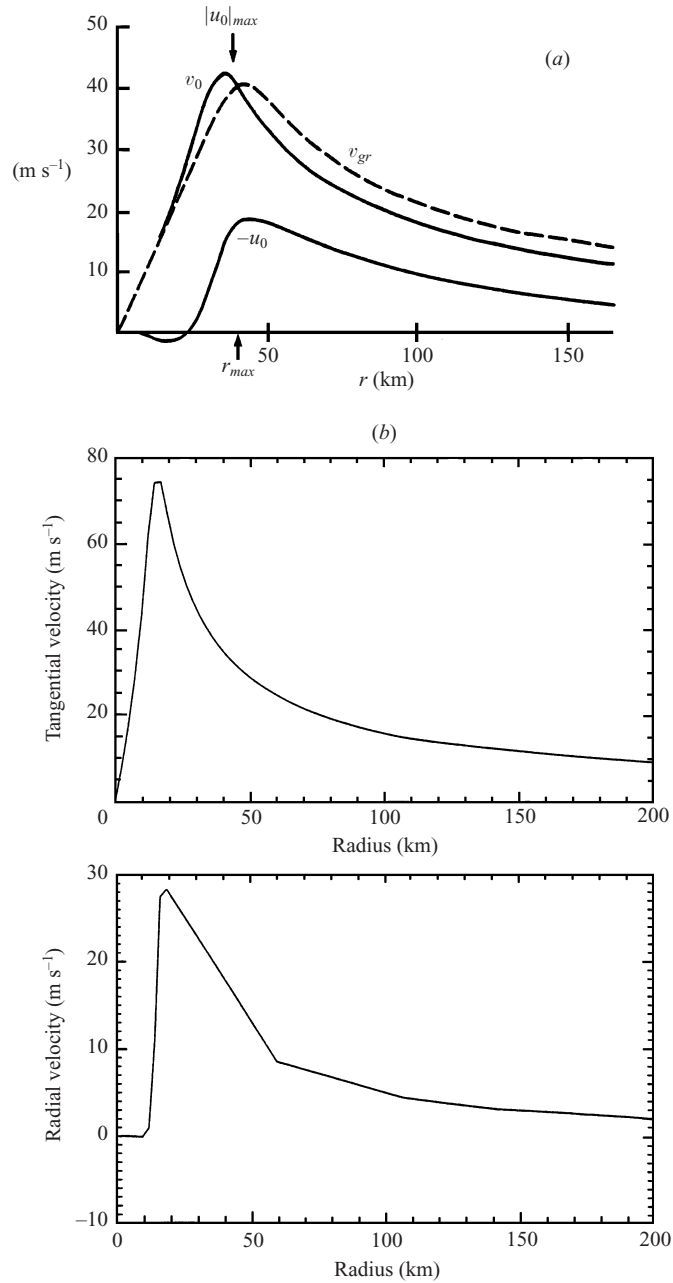 |u₀|max
(a)
50
40
30
20
10
(m s⁻¹)
v₀
vgr
−u₀
50
100
150
rmax
r (km)
(b)
80
60
40
20
0
Tangential velocity (m s⁻¹)
50
100
150
200
Radius (km)
30
20
10
0
−10
Radial velocity (m s⁻¹)
0
50
100
150
200
Radius (km)